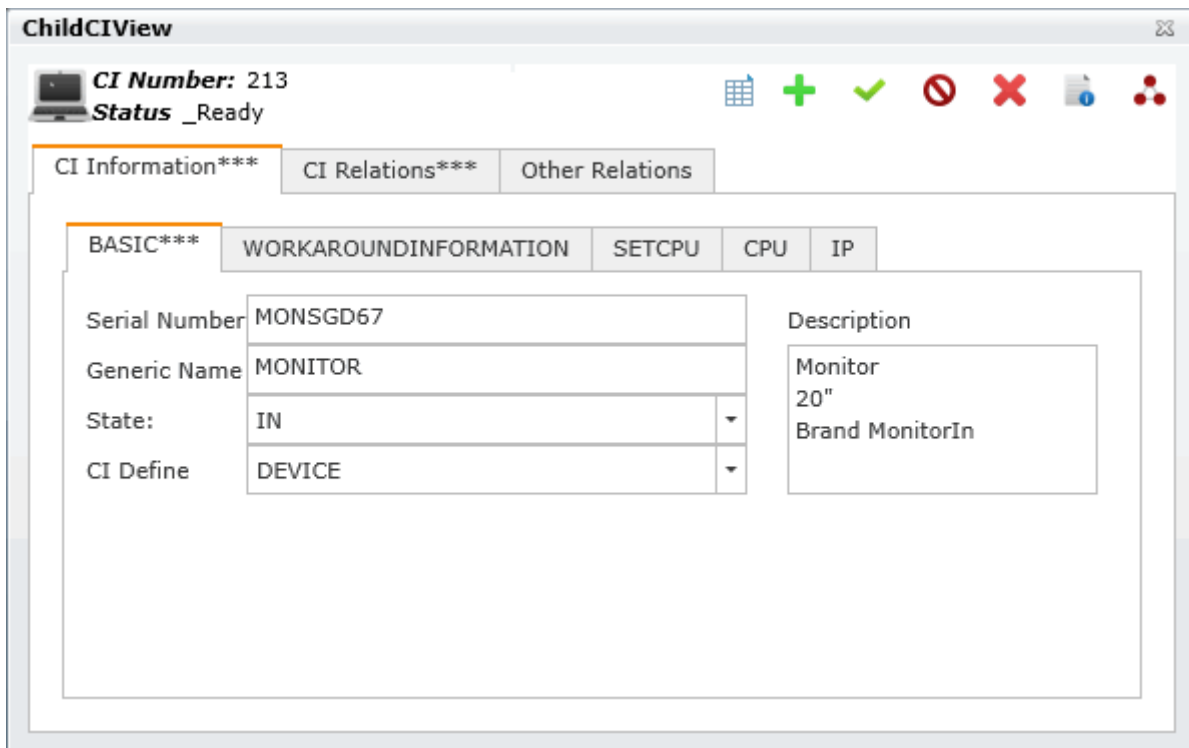 ChildCIView
CI Number: 213
Status _Ready
CI Information*** CI Relations*** Other Relations
BASIC*** WORKAROUNDINFORMATION SETCPU CPU IP
Serial Number MONSGD67
Generic Name MONITOR
State: IN
CI Define DEVICE
Description
Monitor
20"
Brand MonitorIn